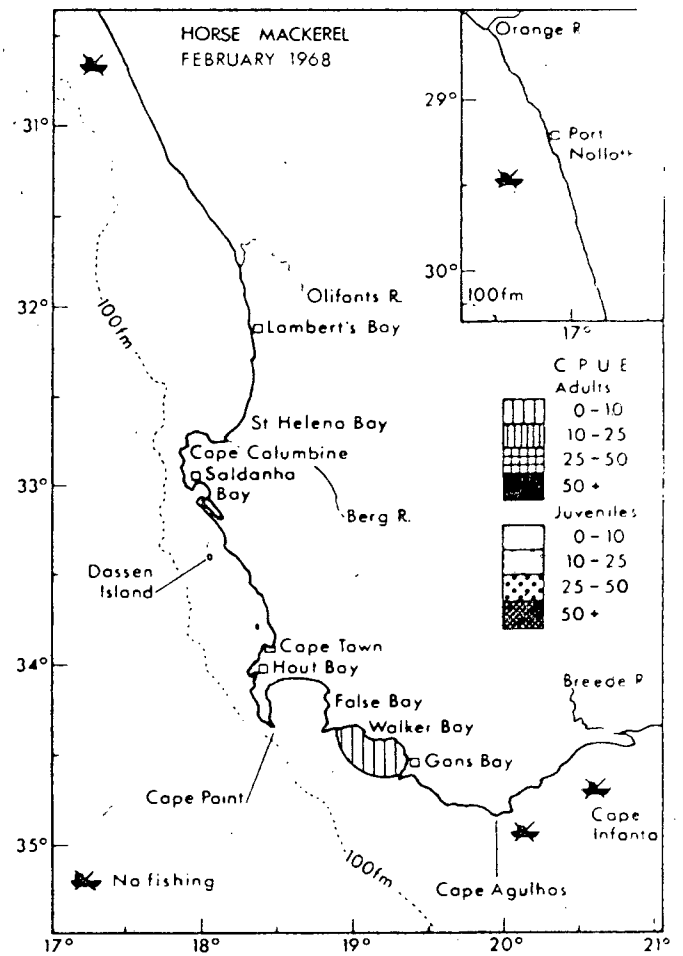 HORSE MACKEREL
FEBRUARY 1968
Orange R
29°
Port
Nolloth
30°
100fm
17°
31°
100fm
32°
Olifants R.
Lambert's Bay
St Helena Bay
Cape Columbine
Saldanha
Bay
33°
Berg R.
C P U E
Adults
0-10
10-25
25-50
50+
Juveniles
0-10
10-25
25-50
50+
Dassen
Island
34°
Cape Town
Hout Bay
False Bay
Walker Bay
Gans Bay
Breede R
Cape Point
Cape
Infanta
35°
100fm
No fishing
Cape Agulhas
17°
18°
19°
20°
21°